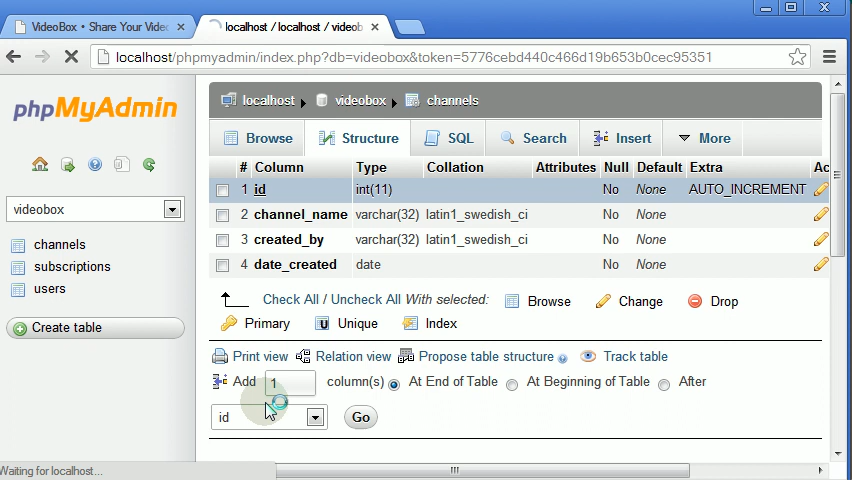 VideoBox • Share Your Vide
localhost / localhost / videob
localhost/phpmyadmin/index.php?db=videobox&token=5776cebd440c466d19b653b0cec95351
phpMyAdmin
videobox
channels
subscriptions
users
Create table
localhost videobox channels
Browse Structure SQL Search Insert More
# Column Type Collation Attributes Null Default Extra Ac
1 id int(11) No None AUTO_INCREMENT
2 channel_name varchar(32) latin1_swedish_ci No None
3 created_by varchar(32) latin1_swedish_ci No None
4 date_created date No None
Check All / Uncheck All With selected: Browse Change Drop
Primary Unique Index
Print view Relation view Propose table structure Track table
Add 1 column(s) At End of Table At Beginning of Table After
id Go
Waiting for localhost...